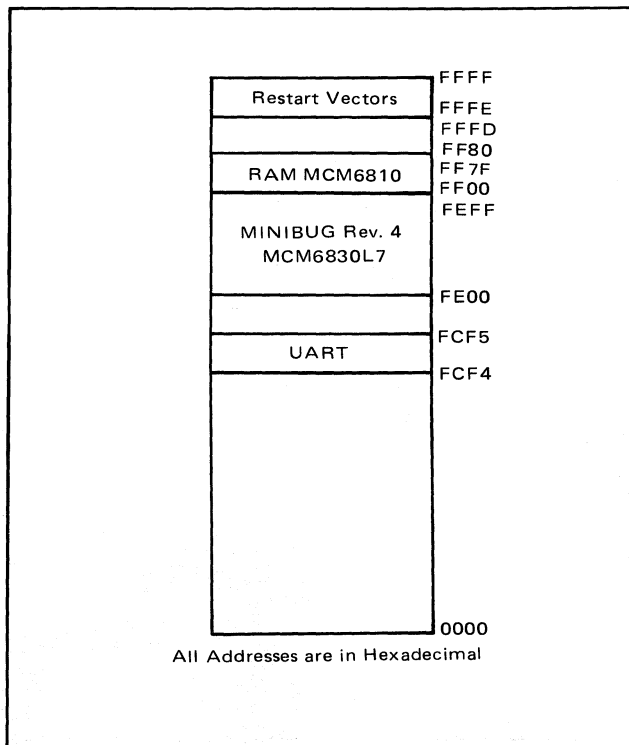 FFFF
Restart Vectors
FFFE
FFFD
FF80
RAM MCM6810
FF7F
FF00
FEFF
MINIBUG Rev. 4
MCM6830L7
FE00
FCF5
UART
FCF4
0000
All Addresses are in Hexadecimal